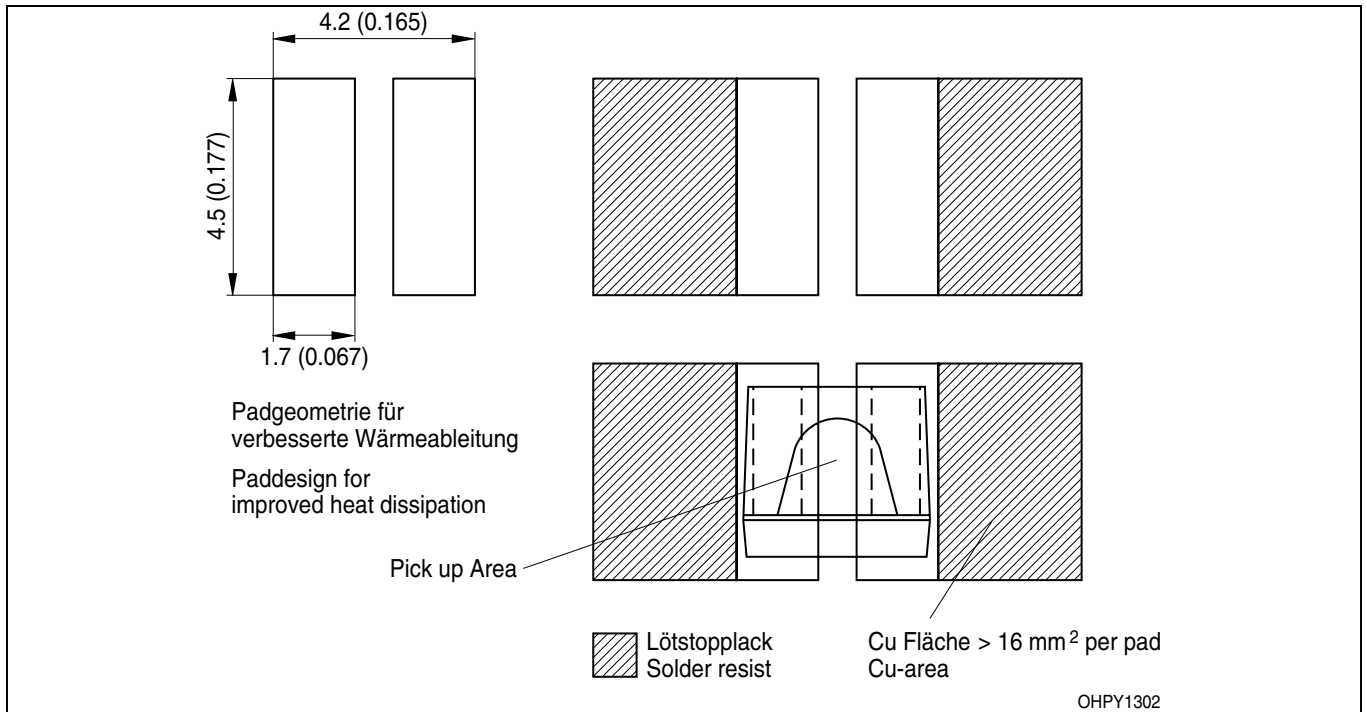 4.2 (0.165)
4.5 (0.177)
1.7 (0.067)
Padgeometrie für
verbesserte Wärmeableitung
Paddesign for
improved heat dissipation
Pick up Area
Lötstopplack
Solder resist
Cu Fläche > 16 mm² per pad
Cu-area
OHPY1302